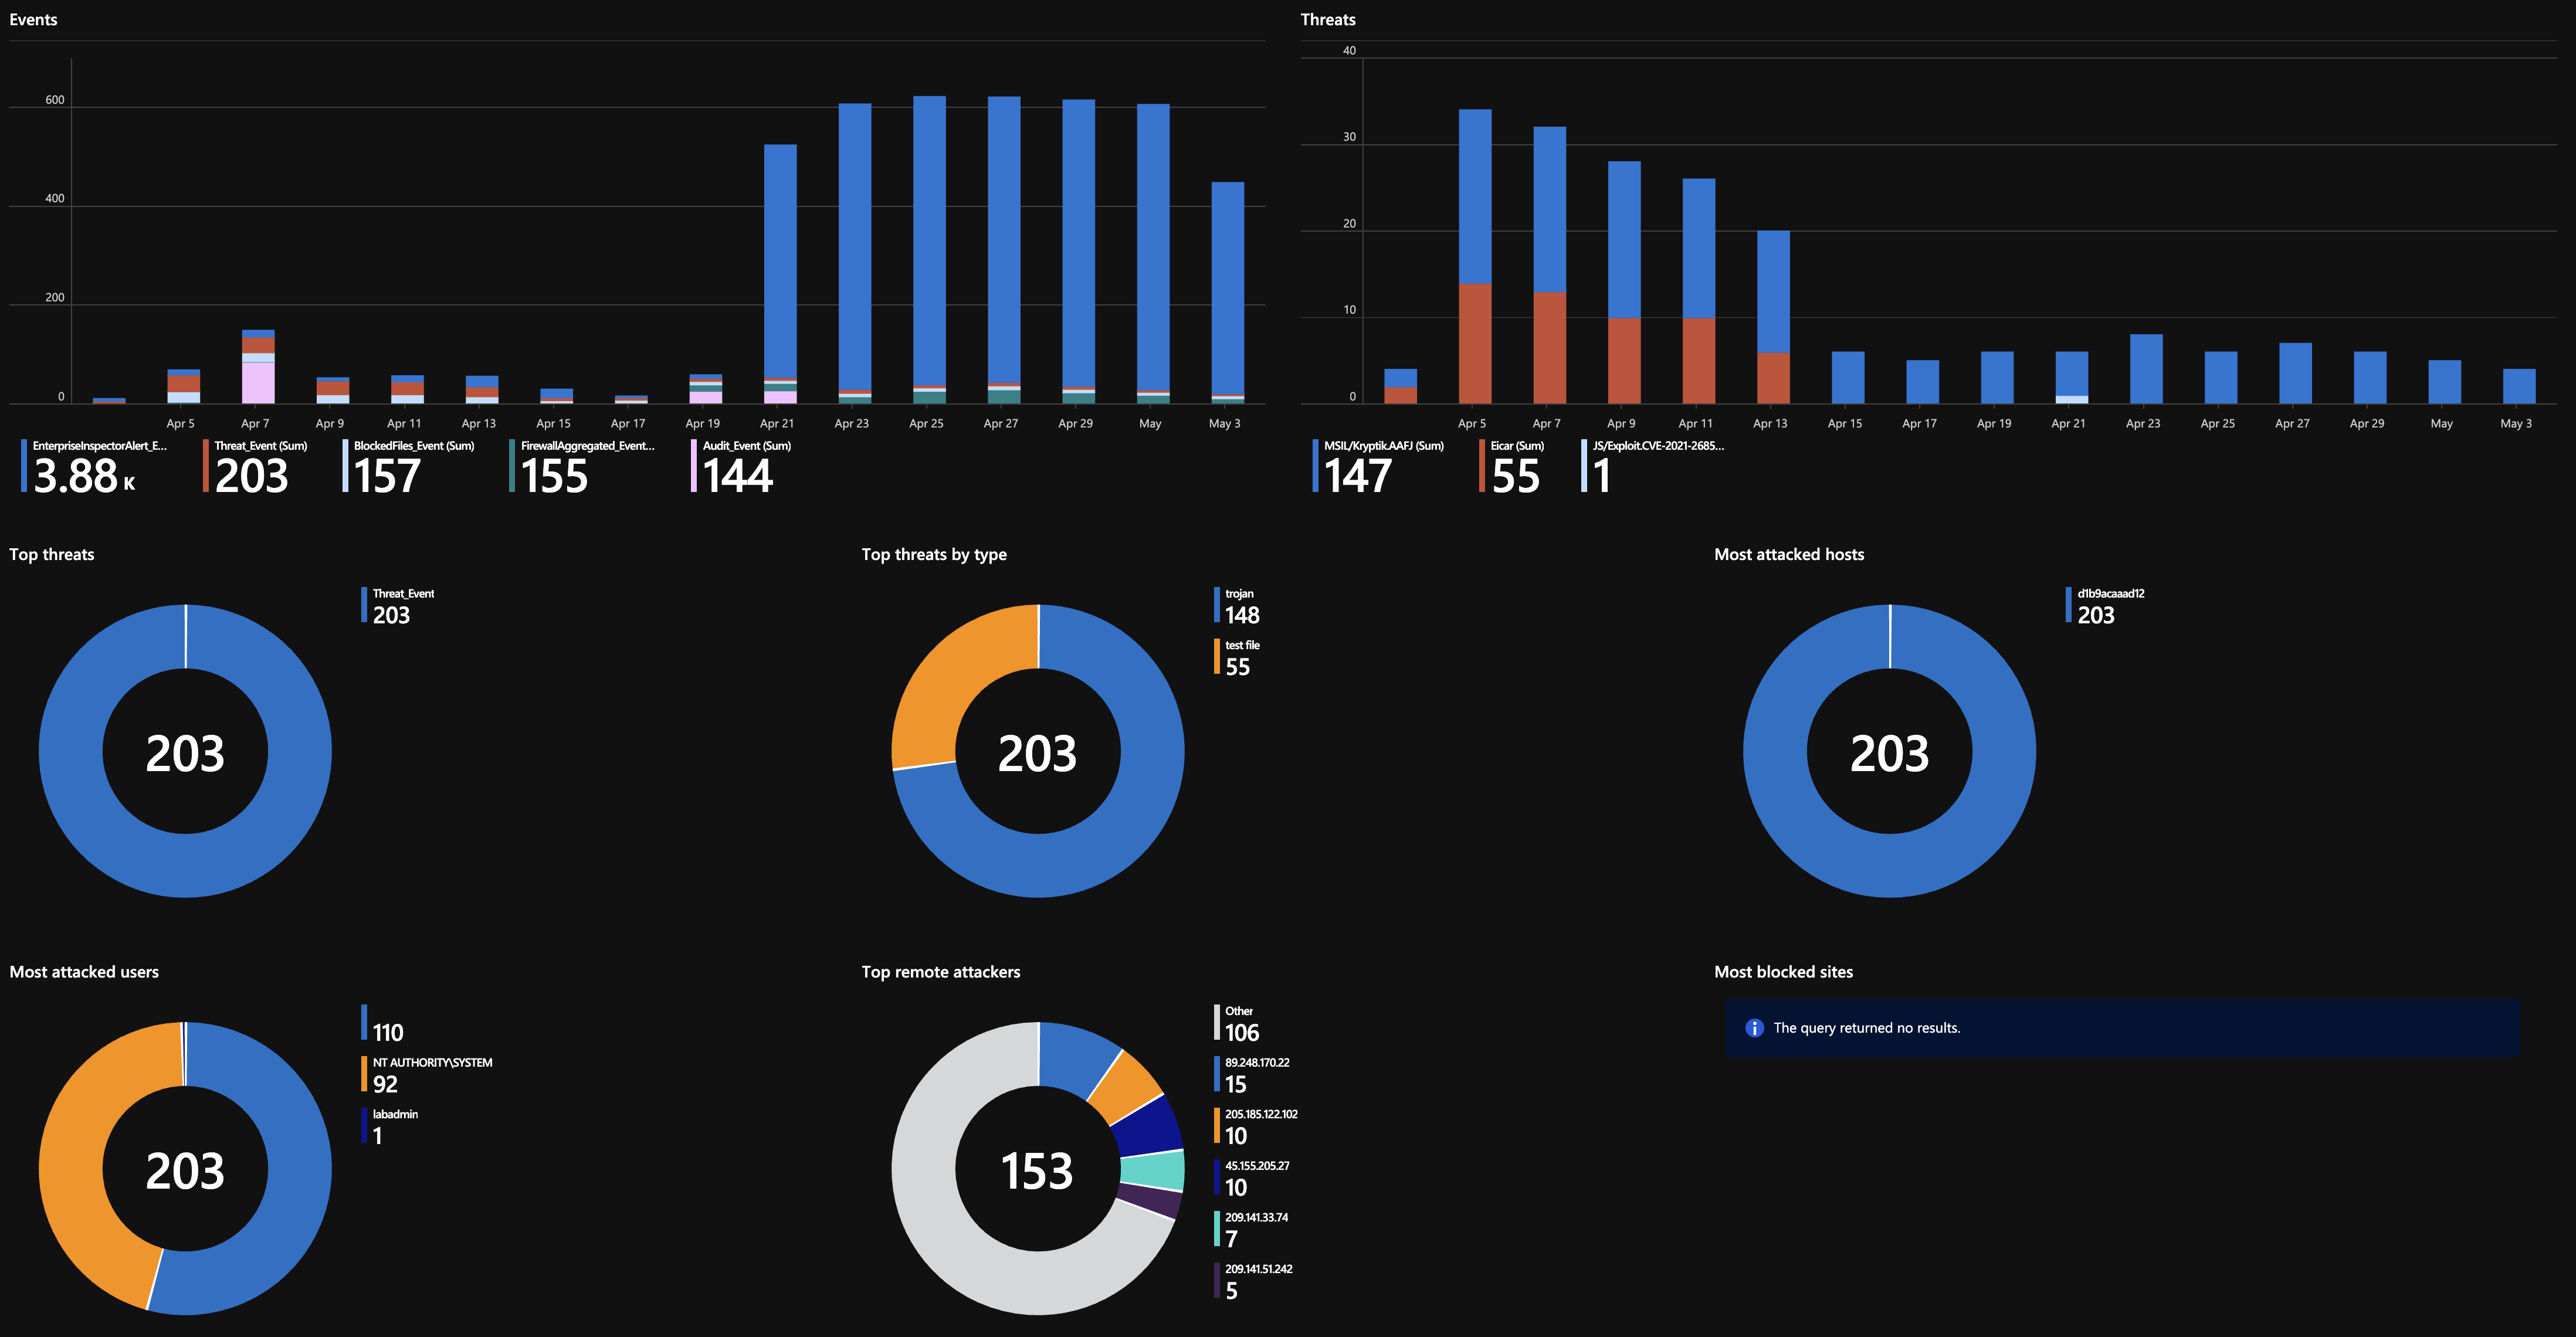 Events
600
400
200
0
Apr 5
Apr 7
Apr 9
Apr 11
Apr 13
Apr 15
Apr 17
Apr 19
Apr 21
Apr 23
Apr 25
Apr 27
Apr 29
May
May 3
EnterpriseInspectorAlert_E...
3.88 K
Threat_Event (Sum)
203
BlockedFiles_Event (Sum)
157
FirewallAggregated_Event...
155
Audit_Event (Sum)
144
Threats
40
30
20
10
0
Apr 5
Apr 7
Apr 9
Apr 11
Apr 13
Apr 15
Apr 17
Apr 19
Apr 21
Apr 23
Apr 25
Apr 27
Apr 29
May
May 3
MSIL/Kryptik.AAFJ (Sum)
147
Eicar (Sum)
55
JS/Exploit.CVE-2021-2685...
1
Top threats
203
Threat_Event
203
Top threats by type
203
trojan
148
test file
55
Most attacked hosts
203
d1b9acaaad12
203
Most attacked users
203
110
NT AUTHORITY\SYSTEM
92
labadmin
1
Top remote attackers
153
Other
106
89.248.170.22
15
205.185.122.102
10
45.155.205.27
10
209.141.33.74
7
209.141.51.242
5
Most blocked sites
The query returned no results.